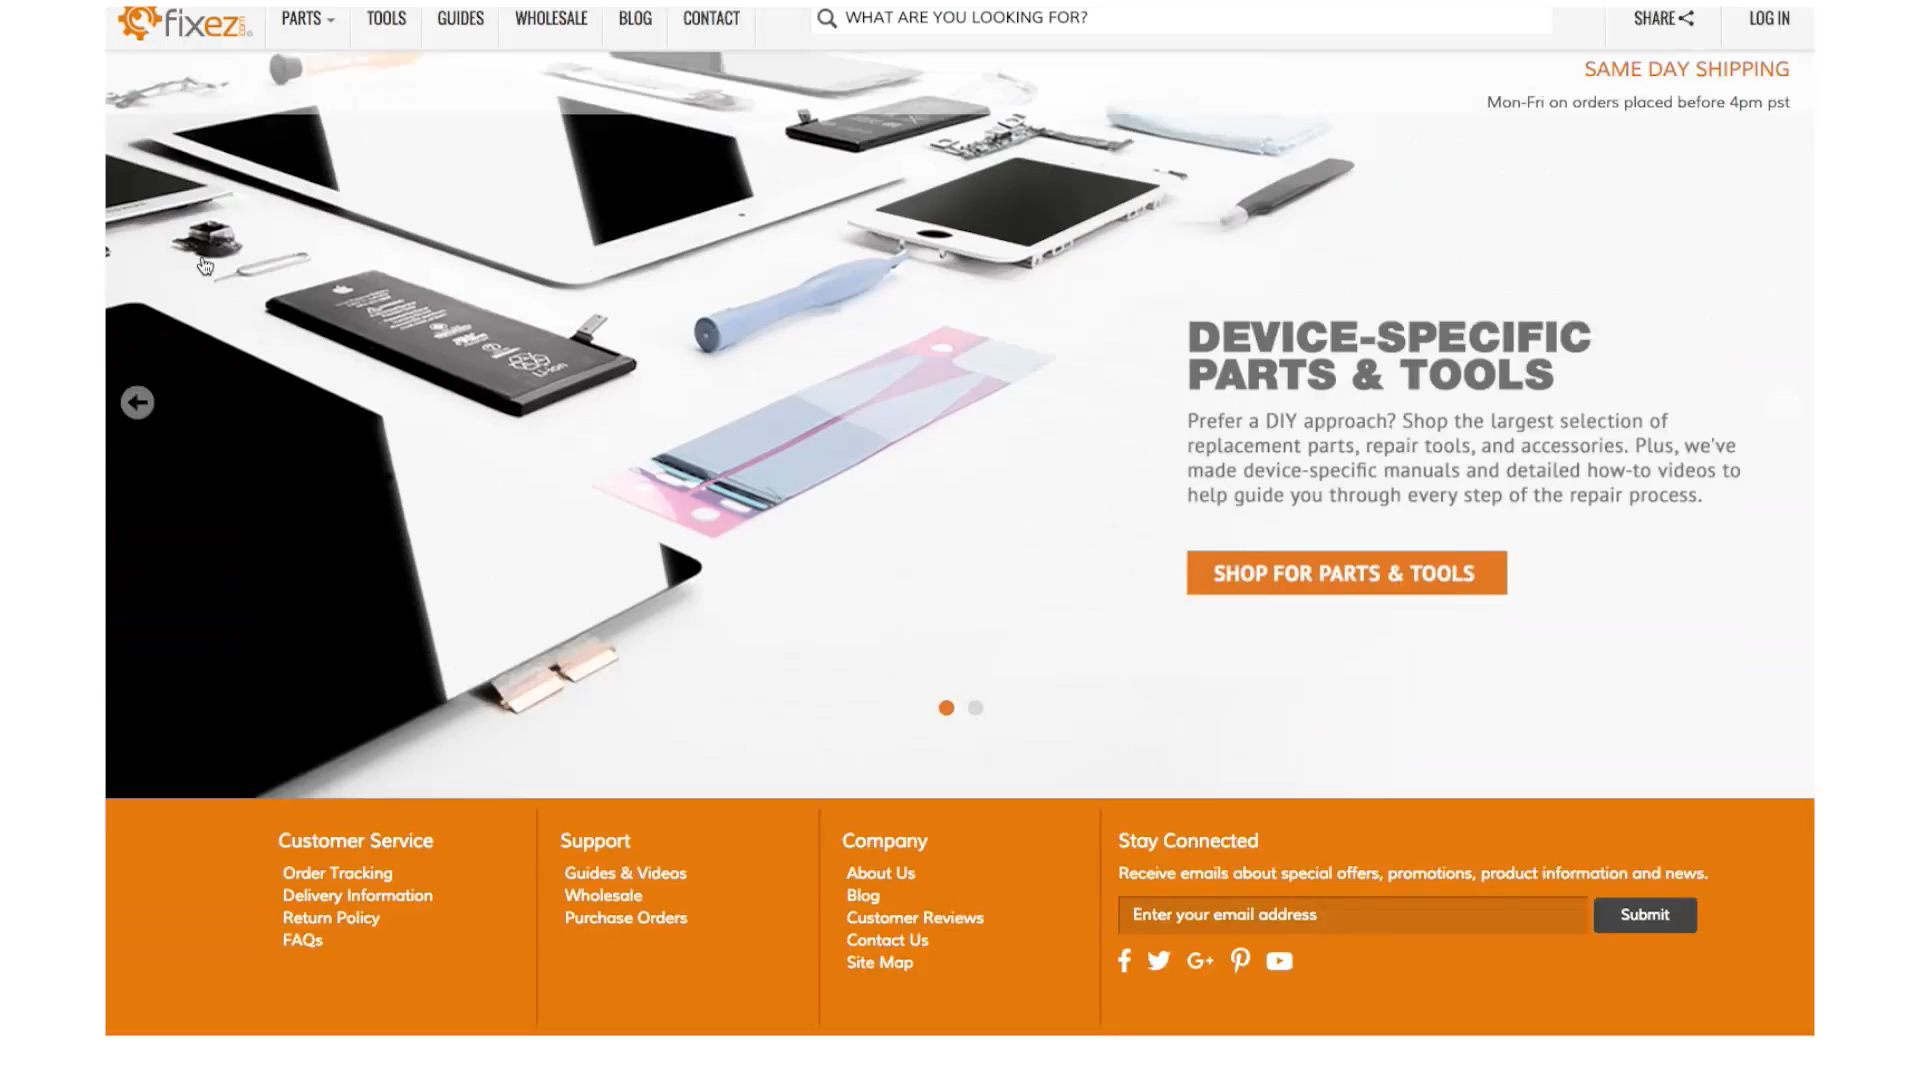 fixez.com
PARTS
TOOLS
GUIDES
WHOLESALE
BLOG
CONTACT
WHAT ARE YOU LOOKING FOR?
SHARE
LOG IN
SAME DAY SHIPPING
Mon-Fri on orders placed before 4pm pst
DEVICE-SPECIFIC
PARTS & TOOLS
Prefer a DIY approach? Shop the largest selection of
replacement parts, repair tools, and accessories. Plus, we've
made device-specific manuals and detailed how-to videos to
help guide you through every step of the repair process.
SHOP FOR PARTS & TOOLS
Customer Service
Order Tracking
Delivery Information
Return Policy
FAQs
Support
Guides & Videos
Wholesale
Purchase Orders
Company
About Us
Blog
Customer Reviews
Contact Us
Site Map
Stay Connected
Receive emails about special offers, promotions, product information and news.
Enter your email address
Submit